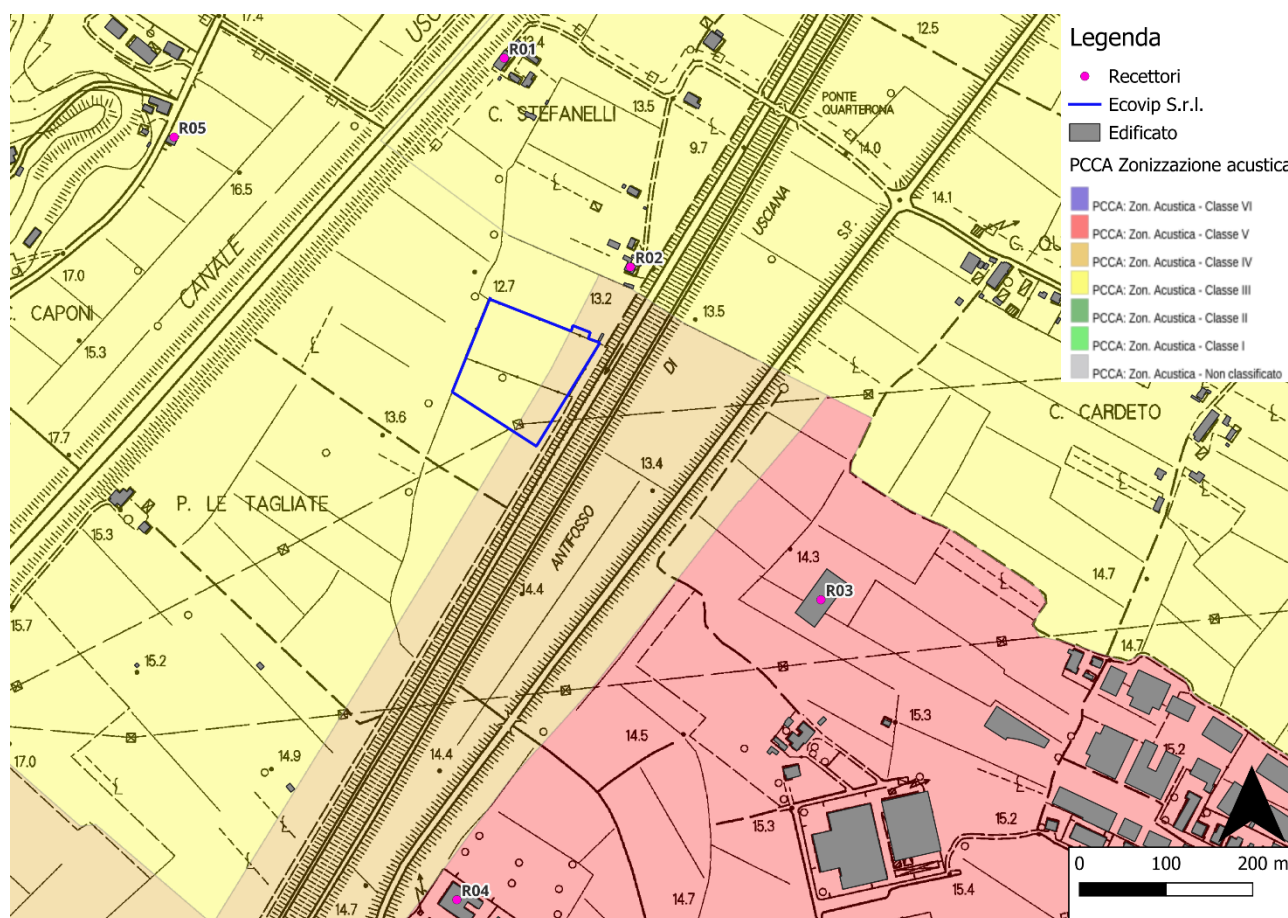 17.4
USC
13.4
R01
12.5
C. STEFANELLI
13.5
PONTE
QUARTERONA
9.7
14.0
R05
16.5
14.1
USCIANA
S.P.
R02
17.0
CANALE
12.7
13.2
13.5
CAPONI
15.3
DI
13.6
C. CARDETO
17.7
13.4
P. LE TAGLIATE
15.3
ANTIFOSSO
14.3
14.7
14.4
R03
15.7
14.7
15.2
14.5
15.3
14.9
17.0
14.4
15.2
15.3
15.2
R04
14.7
14.7
15.4
Legenda
Recettori
Ecovip S.r.l.
Edificato
PCCA Zonizzazione acustica
PCCA: Zon. Acustica - Classe VI
PCCA: Zon. Acustica - Classe V
PCCA: Zon. Acustica - Classe IV
PCCA: Zon. Acustica - Classe III
PCCA: Zon. Acustica - Classe II
PCCA: Zon. Acustica - Classe I
PCCA: Zon. Acustica - Non classificato
0 100 200 m